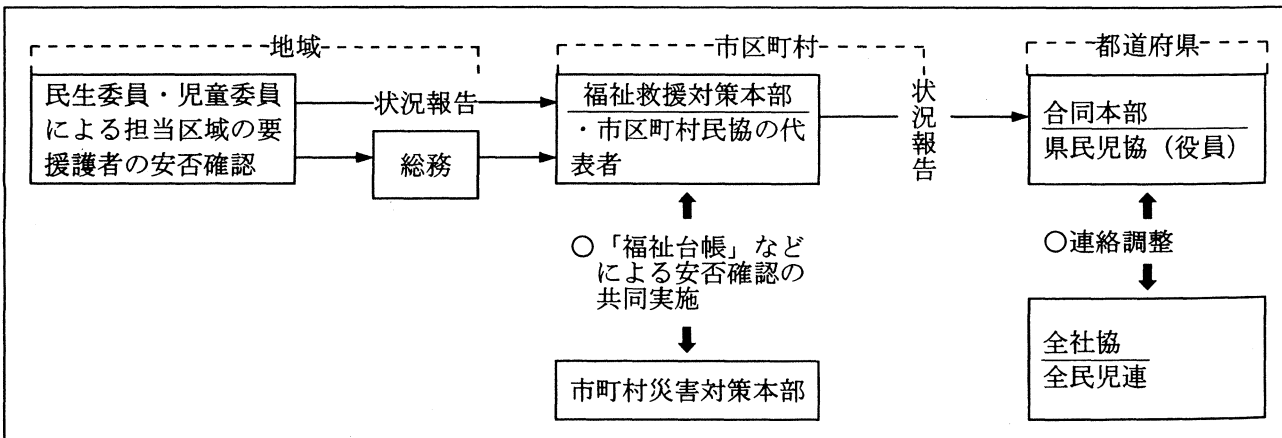 地域
民生委員・児童委員
による担当区域の要
援護者の安否確認
状況報告
総務
市区町村
福祉救援対策本部
・市区町村民協の代
表者
○「福祉台帳」など
による安否確認の
共同実施
市町村災害対策本部
状況報告
都道府県
合同本部
県民児協（役員）
○連絡調整
全社協
全民児連